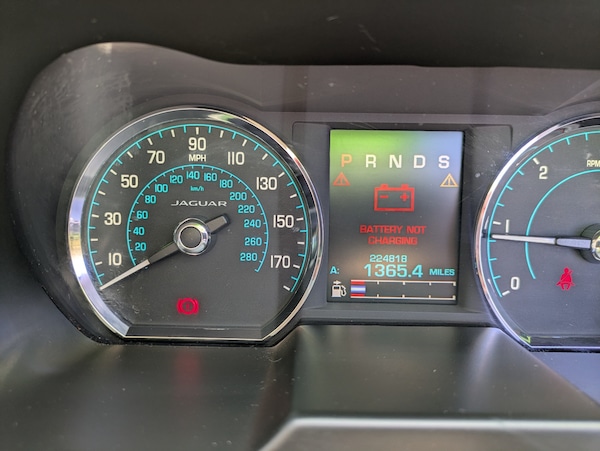 10 30 50 70 90 110 130 150 170
MPH
20 40 60 80 100 120 140 160 180 200 220 240 260 280
km/h
JAGUAR
P R N D S
BATTERY NOT
CHARGING
224818
A: 1365.4 MILES
0 1 2
RPM